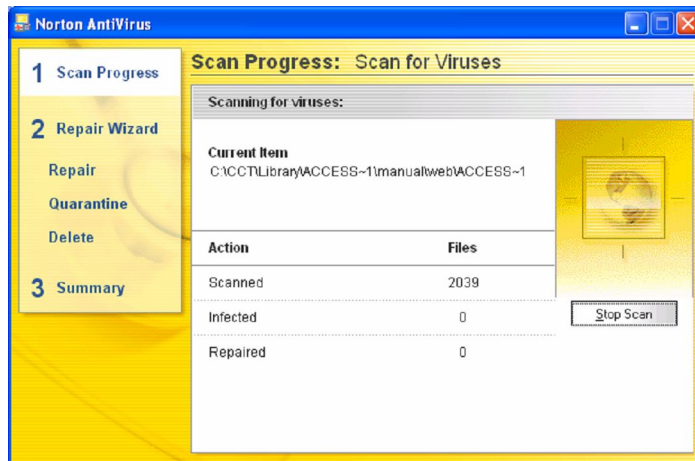 Norton AntiVirus
1 Scan Progress
2 Repair Wizard
Repair
Quarantine
Delete
3 Summary
Scan Progress: Scan for Viruses
Scanning for viruses:
Current Item
C:\CCT\Library\ACCESS~1\manual\web\ACCESS~1
Action Files
Scanned 2039
Infected 0
Repaired 0
Stop Scan